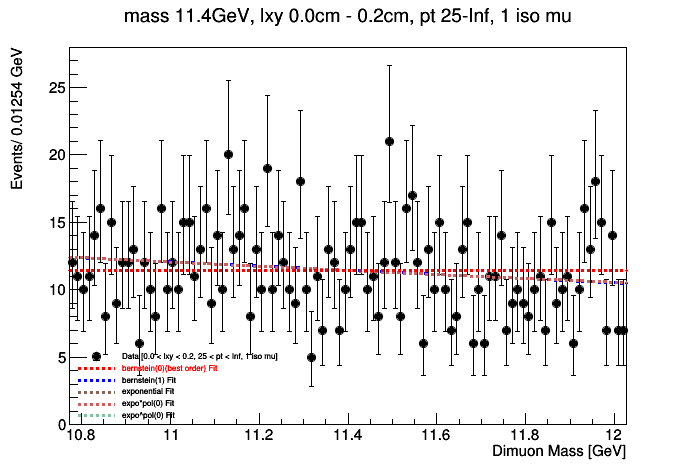 mass 11.4GeV, lxy 0.0cm - 0.2cm, pt 25-Inf, 1 iso mu
Events/ 0.01254 GeV
25
20
15
10
5
0
Data [0.0 < lxy < 0.2, 25 < pt < Inf, 1 iso mu]
bernstein(0)(best order) Fit
bernstein(1) Fit
exponential Fit
expo*pol(0) Fit
expo^pol(0) Fit
10.8 11 11.2 11.4 11.6 11.8 12
Dimuon Mass [GeV]